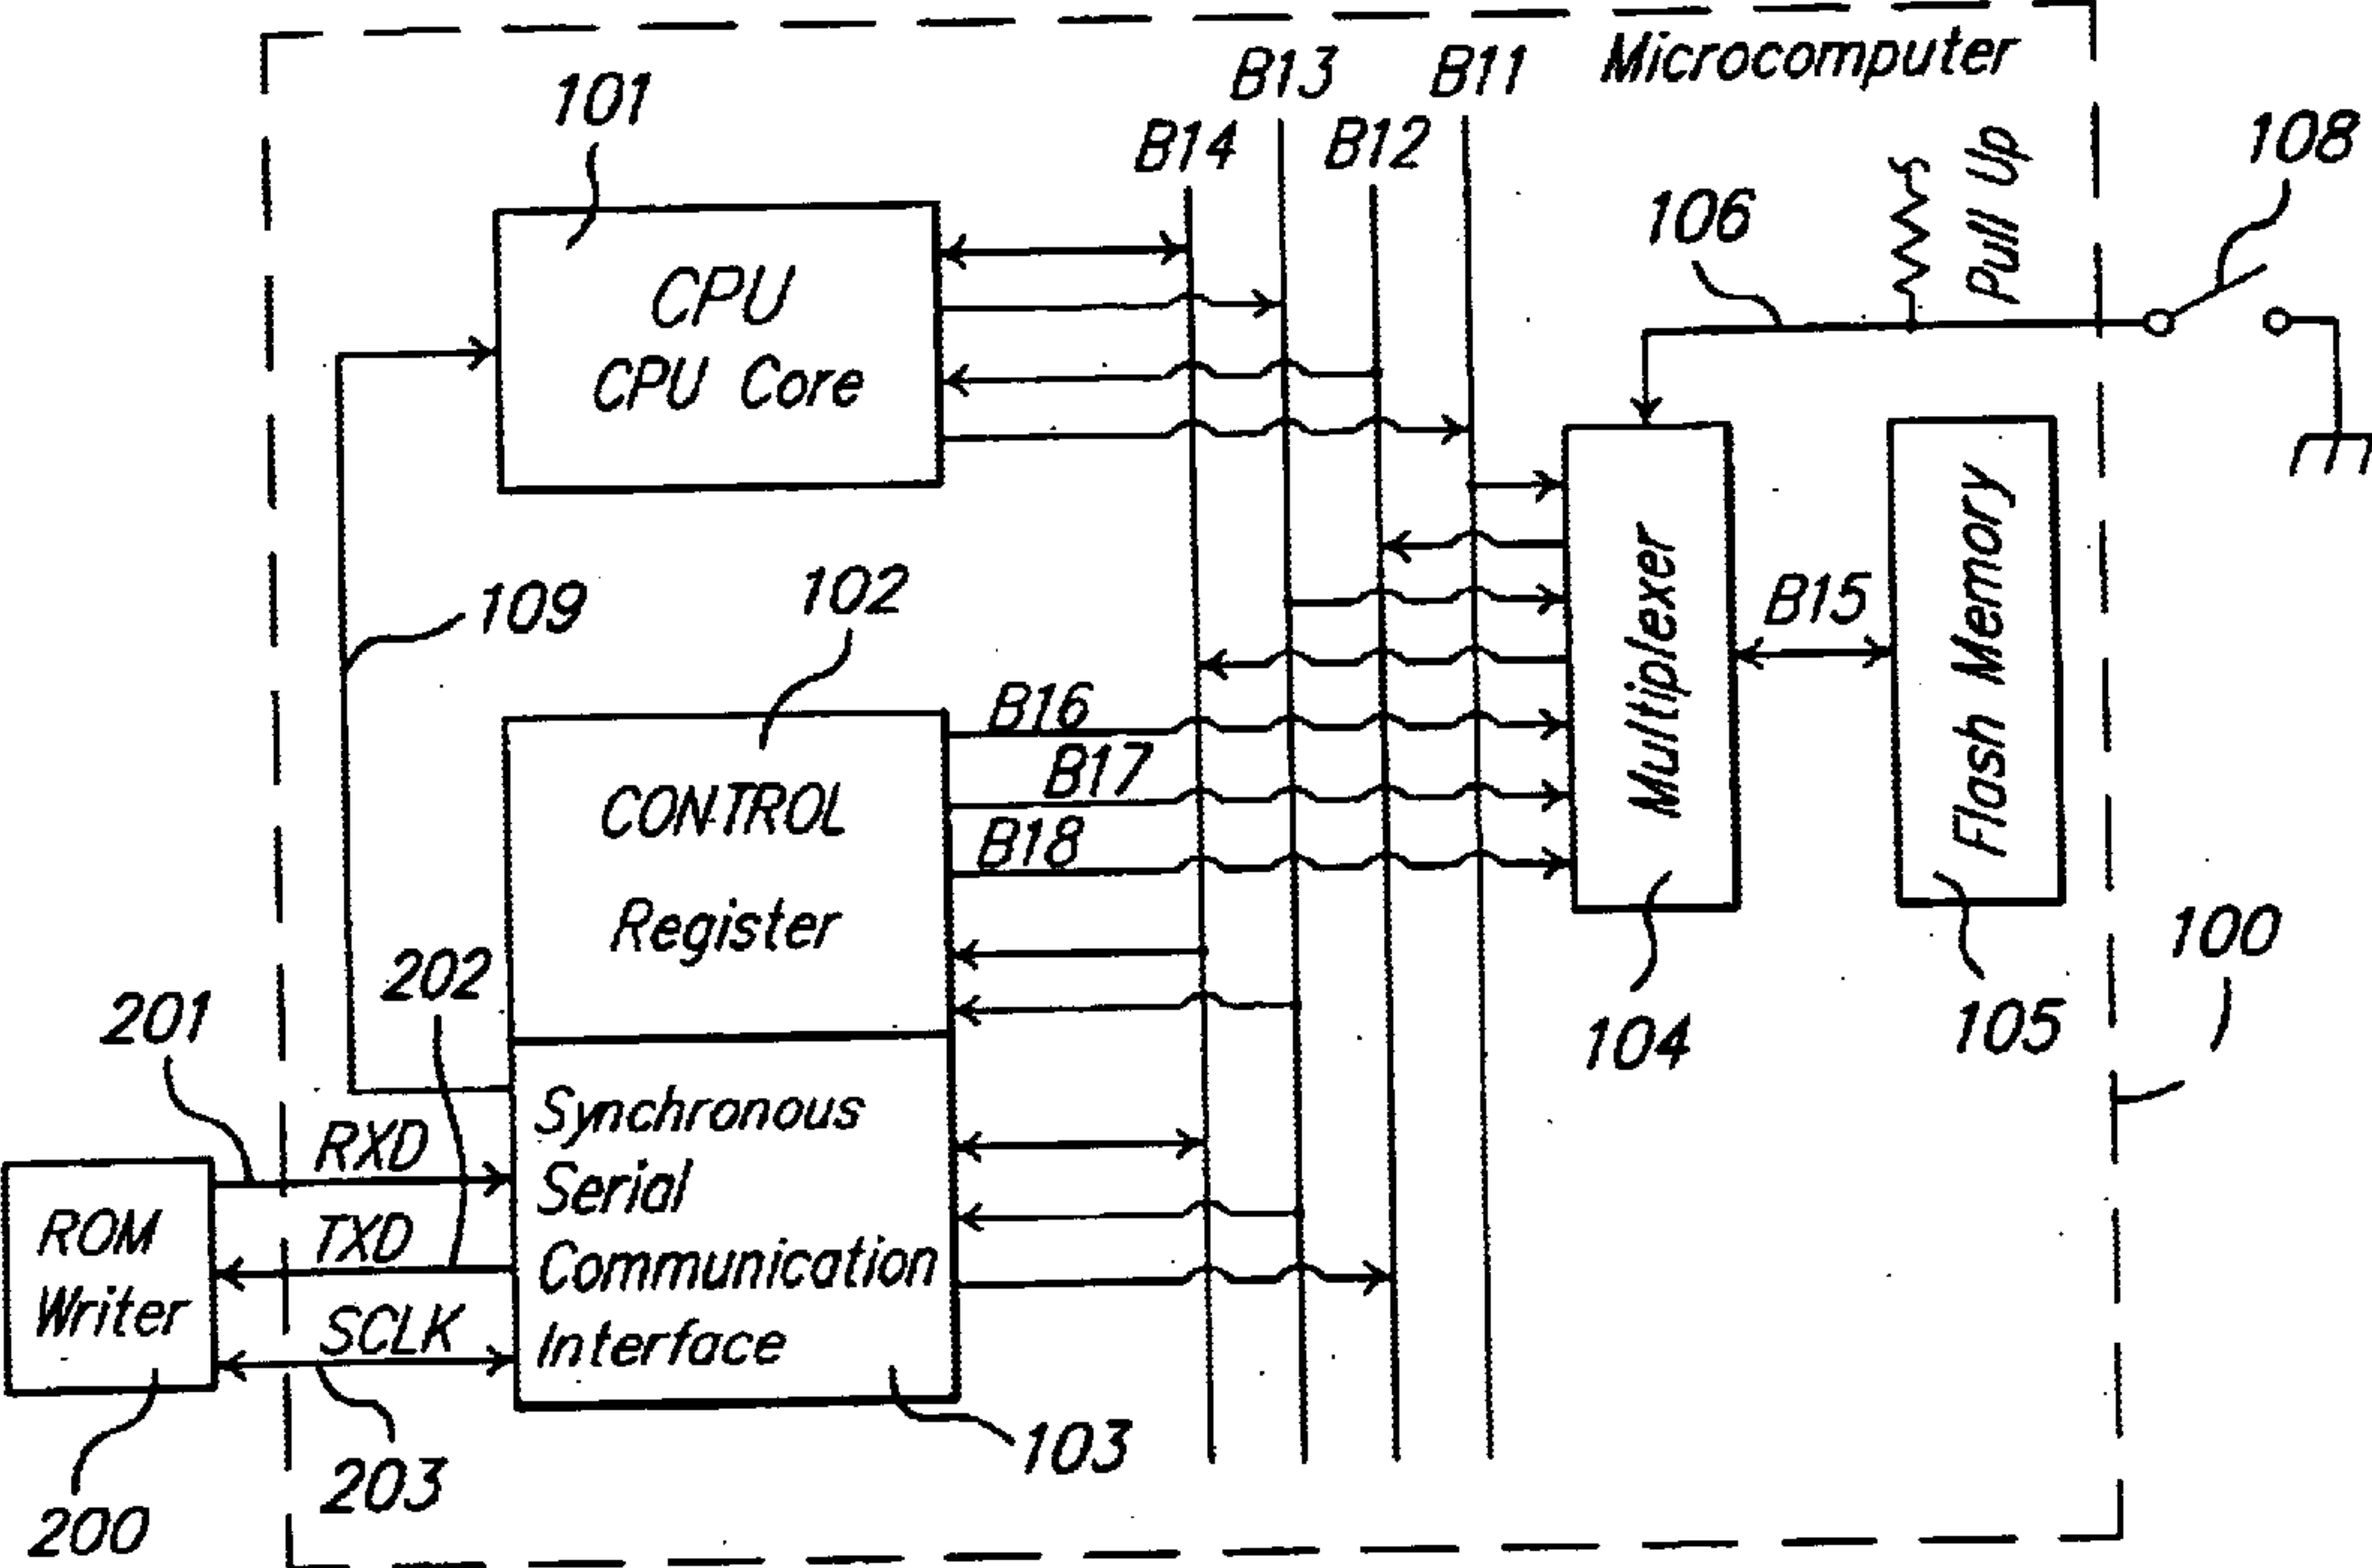 Microcomputer
B13
B11
B14
B12
101
108
106
Pull Up
CPU
CPU Core
109
102
B16
B17
B18
CONTROL
Register
Multiplexer
B15
Flash Memory
104
105
100
202
201
RXD
TXD
SCLK
ROM
Writer
Synchronous
Serial
Communication
Interface
103
203
200